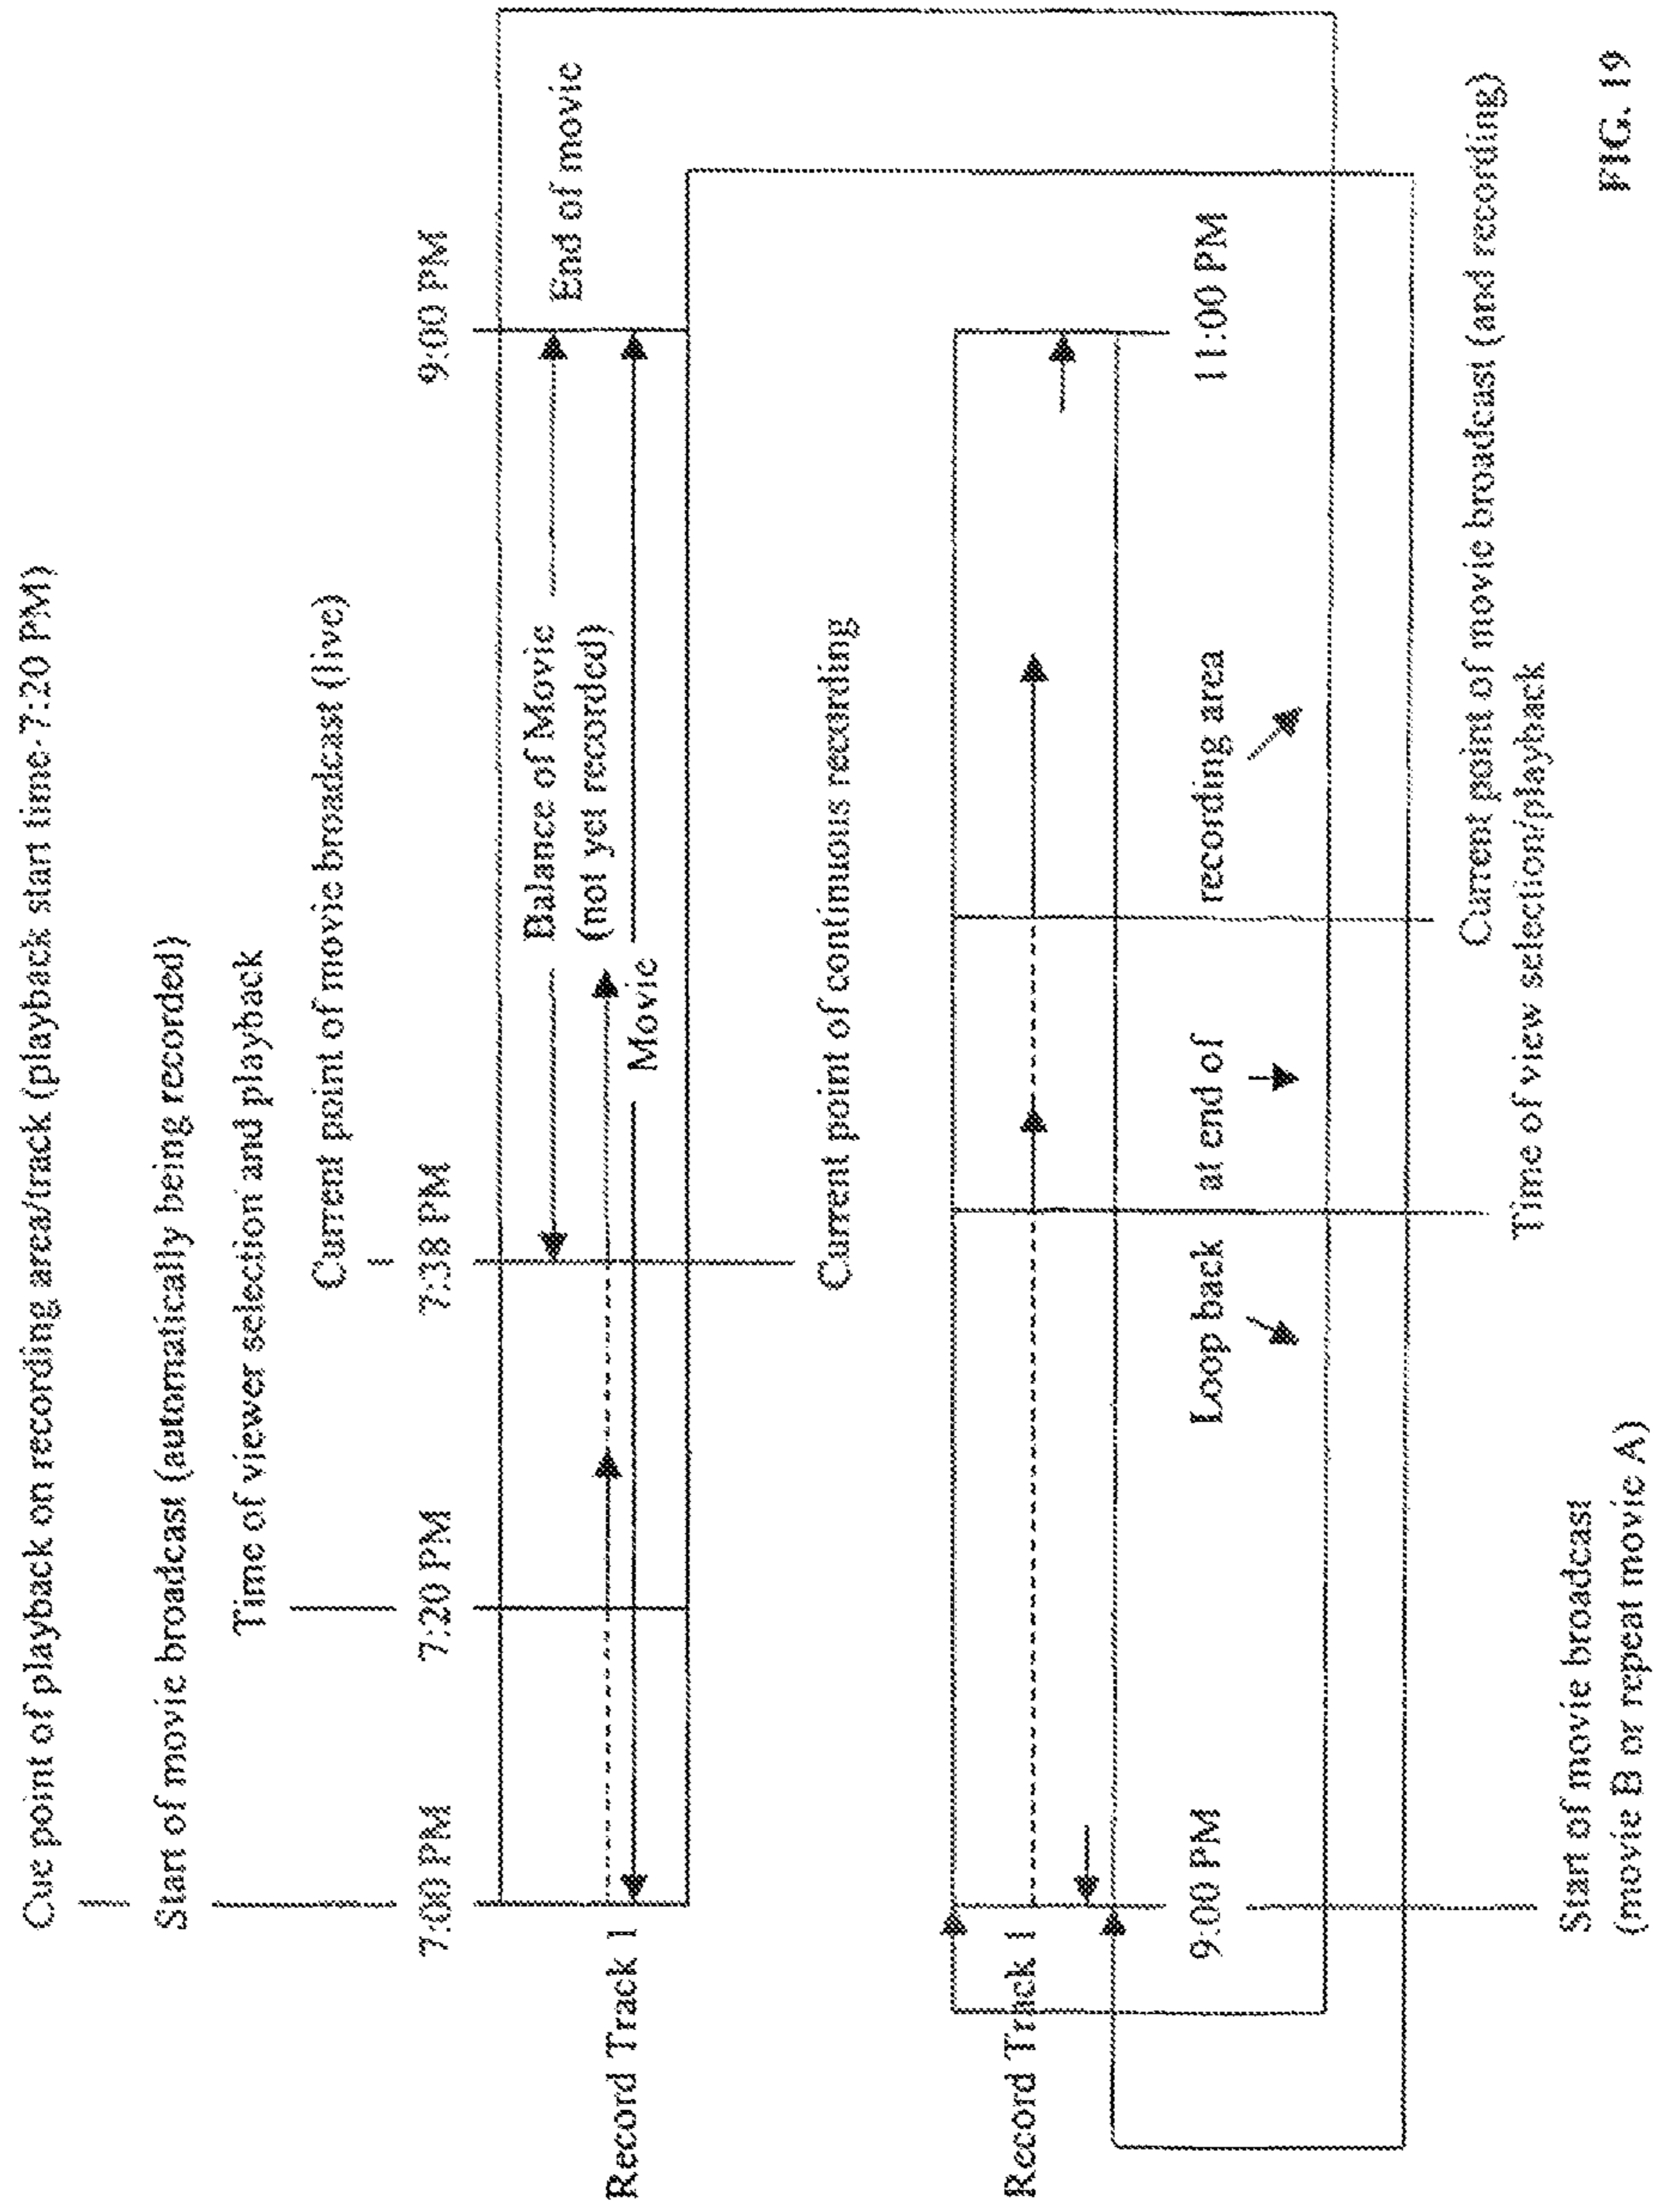 Cue point of playback on recording area/track (playback start time-7:20 PM)
Start of movie broadcast (automatically being recorded)
Time of viewer selection and playback
Current point of movie broadcast (live)
7:00 PM
7:20 PM
7:38 PM
9:00 PM
Balance of Movie
(not yet recorded)
End of movie
Record Track 1
Movie
Current point of continuous recording
Record Track 1
9:00 PM
Loop back
at end of
recording area
11:00 PM
Current point of movie broadcast (and recording)
Time of view selection/playback
Start of movie broadcast
(movie B or repeat movie A)
FIG. 19